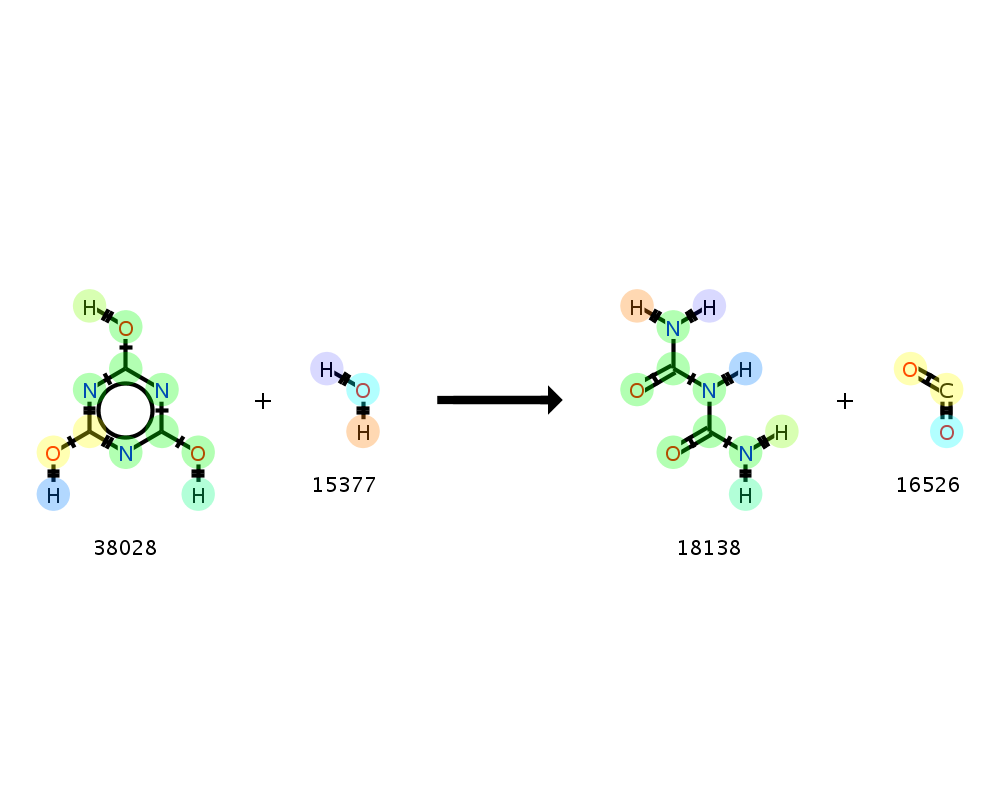 H O H H
N N H O N H
O N O H O O N H C
H H H O N H O
H
15377 16526
38028 18138
+ +